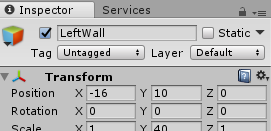 Inspector Services
LeftWall Static
Tag Untagged Layer Default
Transform
Position X -16 Y 10 Z 0
Rotation X 0 Y 0 Z 0
Scale X 1 Y 40 Z 1